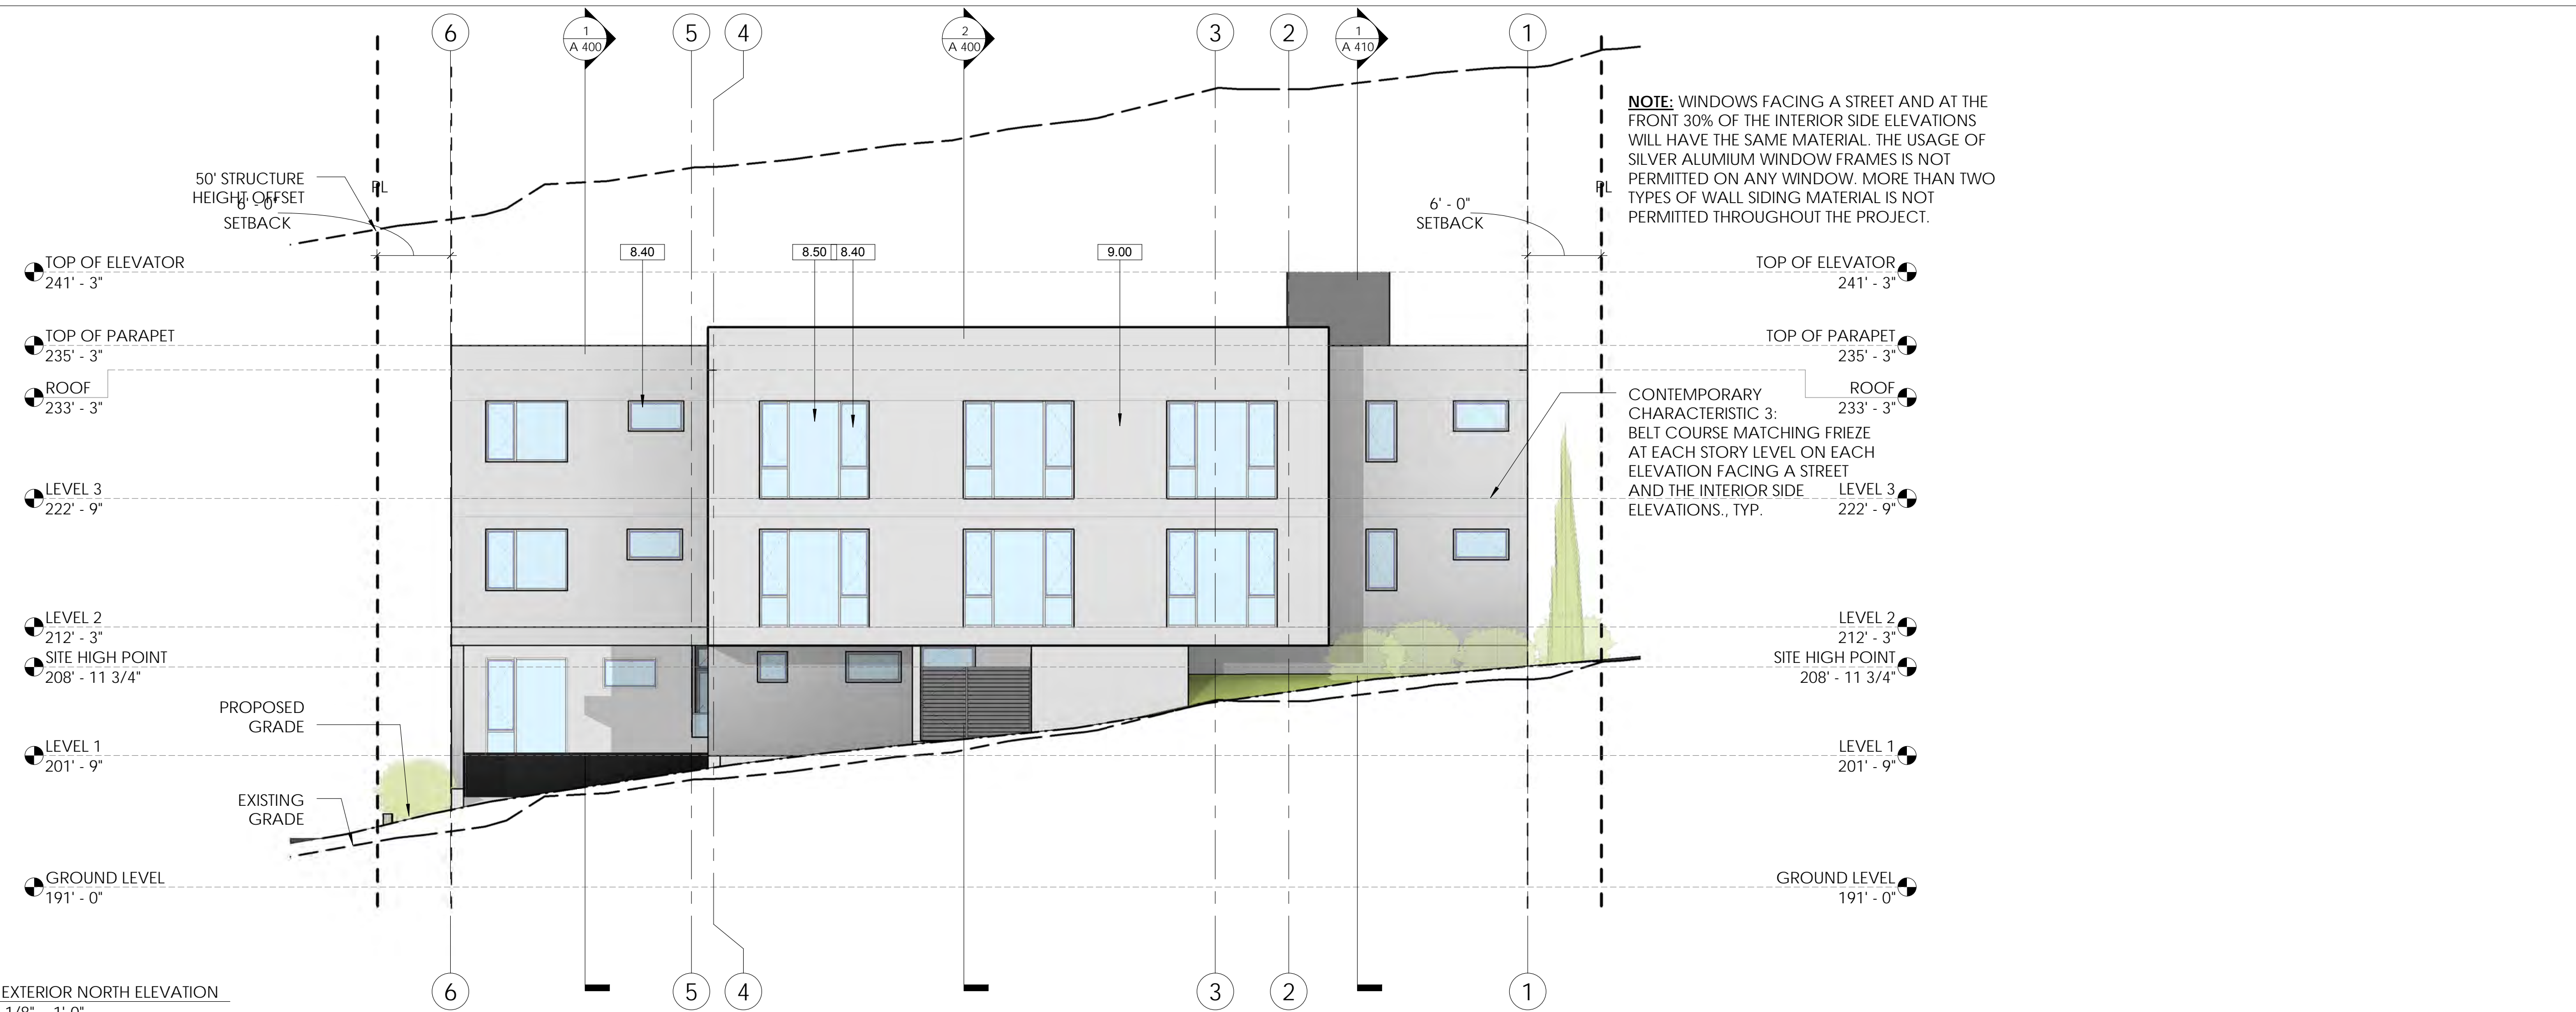 6
1
A 400
5
4
2
A 400
3
2
1
A 410
1
NOTE: WINDOWS FACING A STREET AND AT THE
FRONT 30% OF THE INTERIOR SIDE ELEVATIONS
WILL HAVE THE SAME MATERIAL. THE USAGE OF
SILVER ALUMIUM WINDOW FRAMES IS NOT
PERMITTED ON ANY WINDOW. MORE THAN TWO
TYPES OF WALL SIDING MATERIAL IS NOT
PERMITTED THROUGHOUT THE PROJECT.
50' STRUCTURE
HEIGHT OFFSET
PL
6' - 0"
SETBACK
PL
6' - 0"
SETBACK
8.40
8.50
8.40
9.00
TOP OF ELEVATOR
241' - 3"
TOP OF PARAPET
235' - 3"
ROOF
233' - 3"
LEVEL 3
222' - 9"
LEVEL 2
212' - 3"
SITE HIGH POINT
208' - 11 3/4"
PROPOSED
GRADE
LEVEL 1
201' - 9"
EXISTING
GRADE
GROUND LEVEL
191' - 0"
TOP OF ELEVATOR
241' - 3"
TOP OF PARAPET
235' - 3"
ROOF
233' - 3"
CONTEMPORARY
CHARACTERISTIC 3:
BELT COURSE MATCHING FRIEZE
AT EACH STORY LEVEL ON EACH
ELEVATION FACING A STREET
AND THE INTERIOR SIDE
ELEVATIONS., TYP.
LEVEL 3
222' - 9"
LEVEL 2
212' - 3"
SITE HIGH POINT
208' - 11 3/4"
LEVEL 1
201' - 9"
GROUND LEVEL
191' - 0"
6
5
4
3
2
1
EXTERIOR NORTH ELEVATION
1/8" 1'-0"